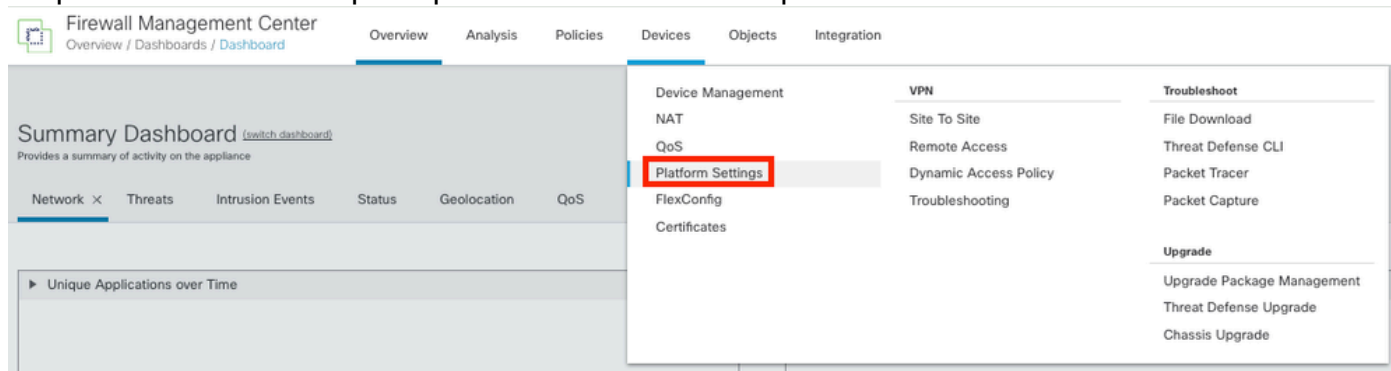 Firewall Management Center
Overview / Dashboards / Dashboard
Overview Analysis Policies Devices Objects Integration
Summary Dashboard (switch dashboard)
Provides a summary of activity on the appliance
Network × Threats Intrusion Events Status Geolocation QoS
▶ Unique Applications over Time
Device Management
NAT
QoS
Platform Settings
FlexConfig
Certificates
VPN
Site To Site
Remote Access
Dynamic Access Policy
Troubleshooting
Troubleshoot
File Download
Threat Defense CLI
Packet Tracer
Packet Capture
Upgrade
Upgrade Package Management
Threat Defense Upgrade
Chassis Upgrade